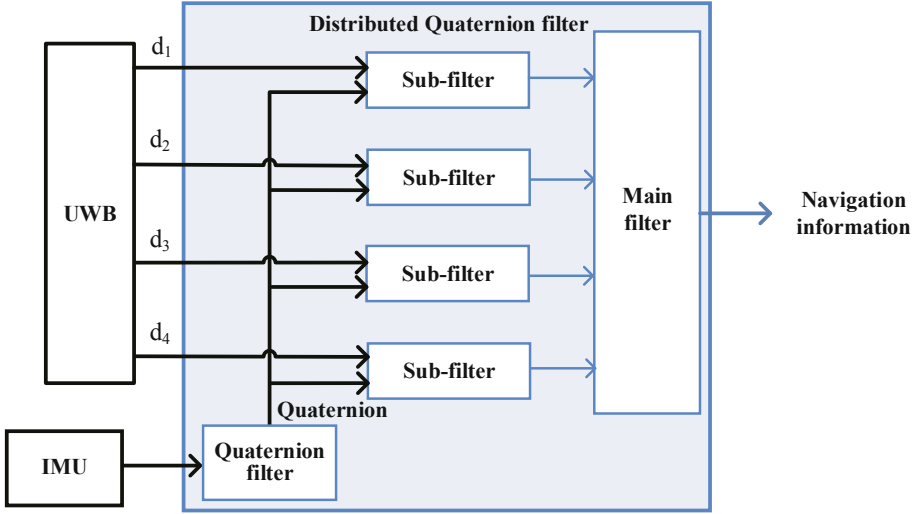 Distributed Quaternion filter
d1
Sub-filter
d2
Sub-filter
UWB
Main
filter
Navigation
information
d3
Sub-filter
d4
Sub-filter
Quaternion
IMU
Quaternion
filter